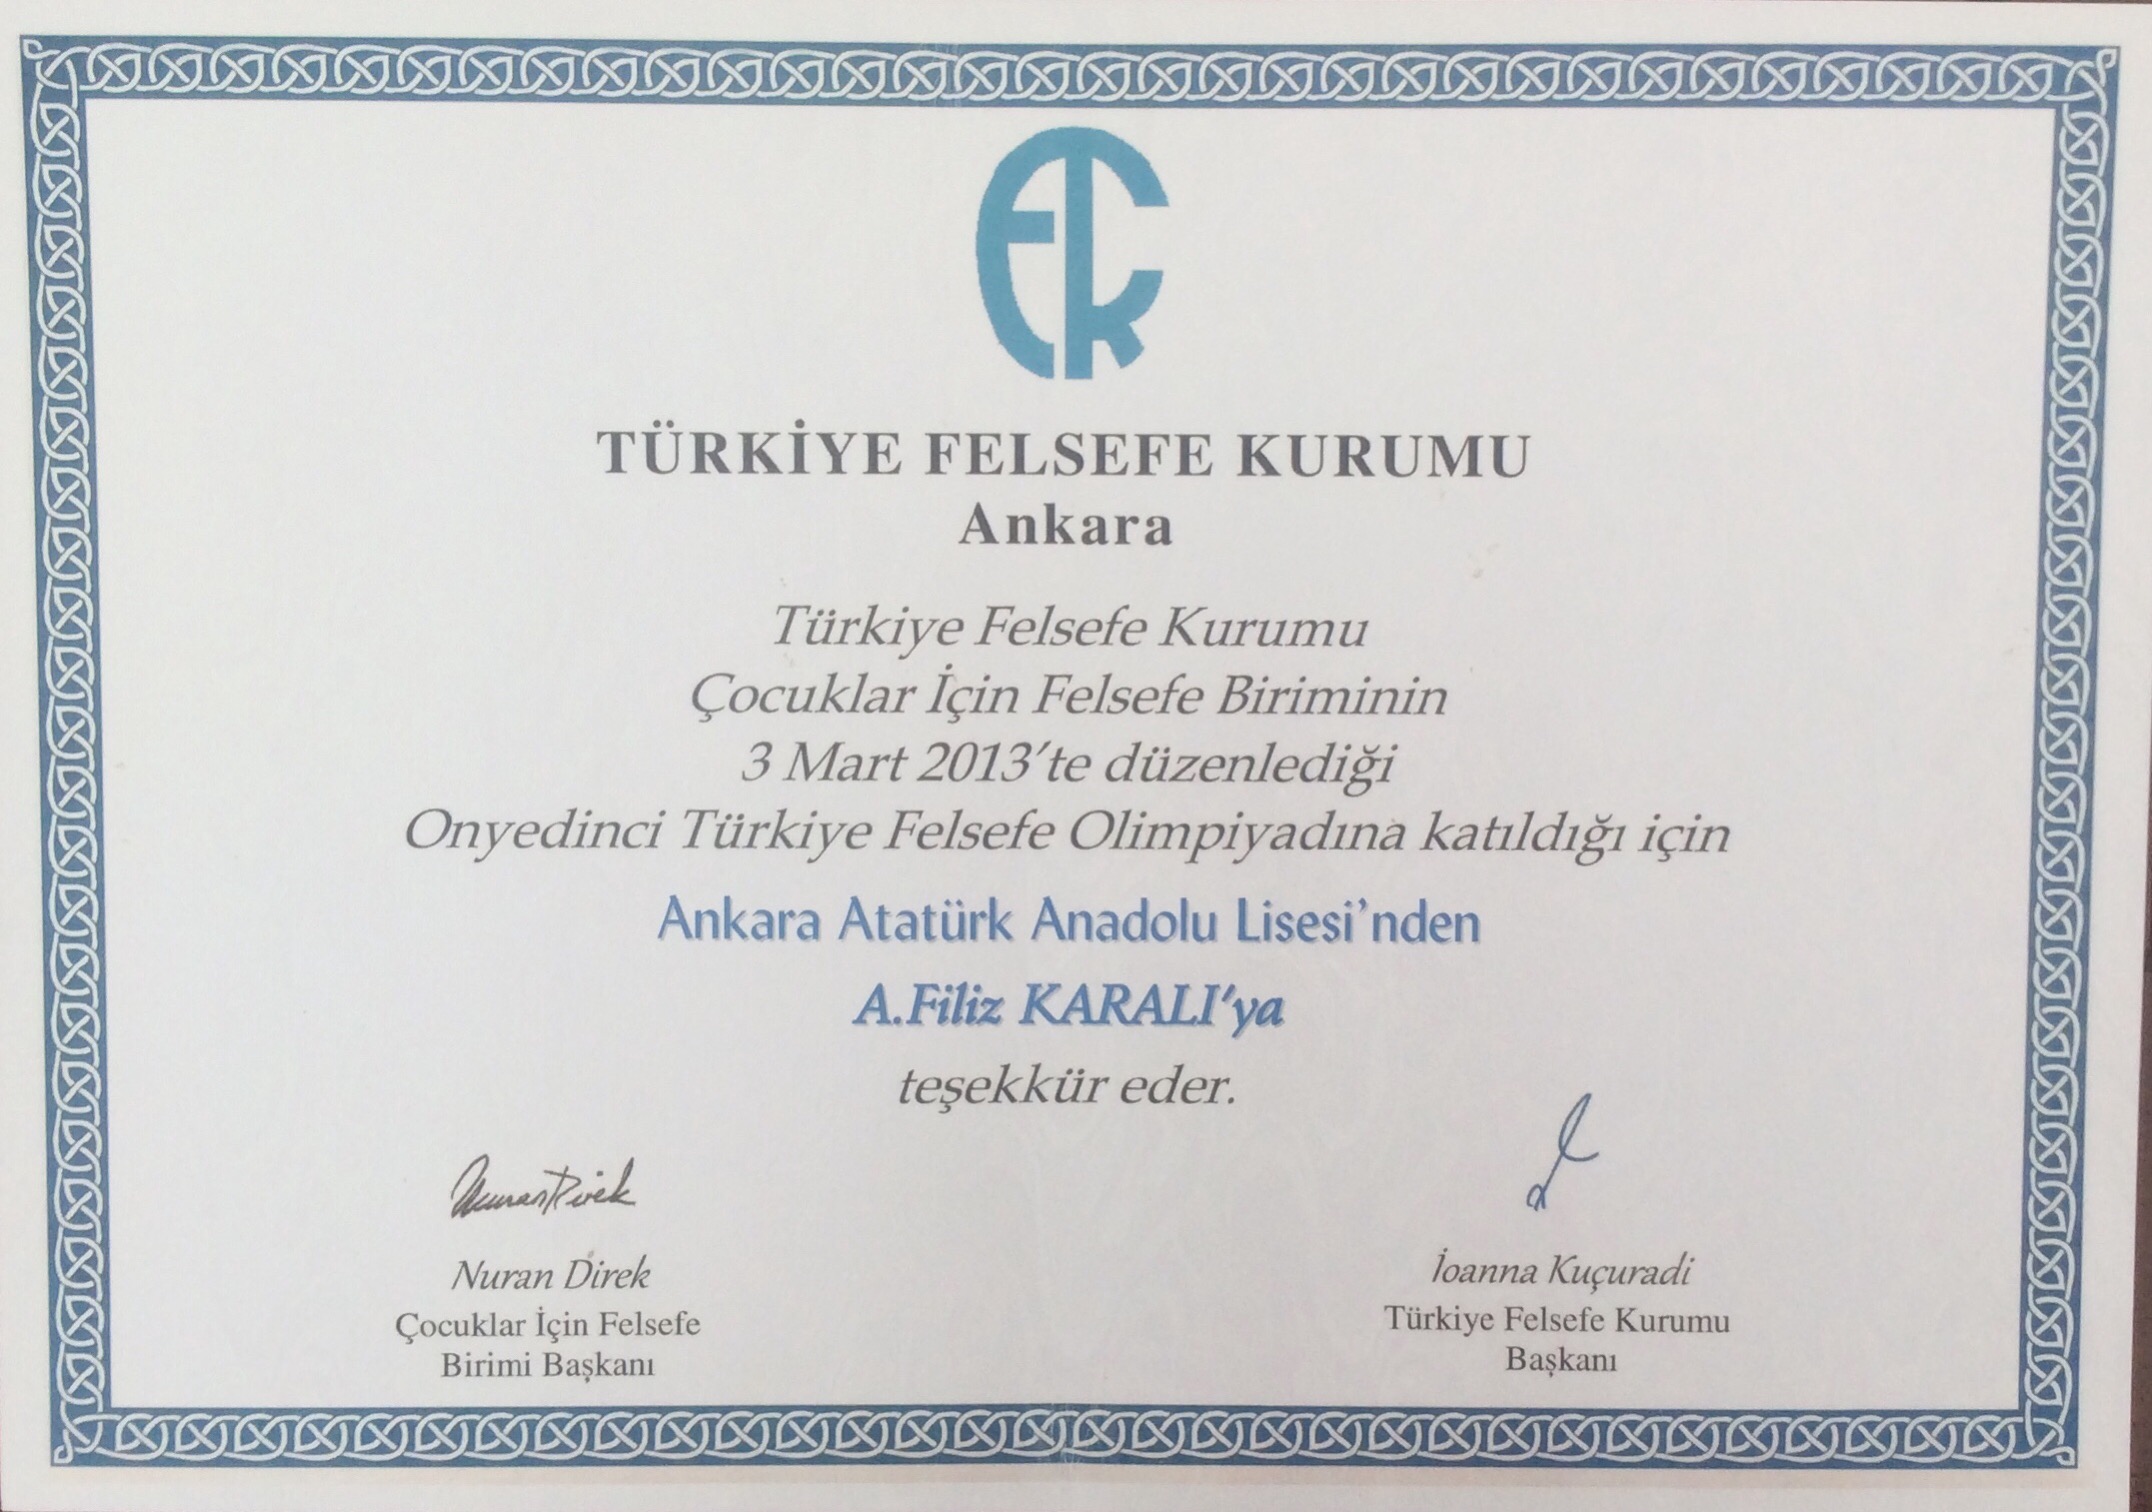 TÜRKİYE FELSEFE KURUMU
Ankara
Türkiye Felsefe Kurumu
Çocuklar İçin Felsefe Biriminin
3 Mart 2013'te düzenlediği
Onyedinci Türkiye Felsefe Olimpiyadına katıldığı için
Ankara Atatürk Anadolu Lisesi'nden
A.Filiz KARALI'ya
teşekkür eder.
Nuran Direk
Nuran Direk
Çocuklar İçin Felsefe
Birimi Başkanı
İoanna Kuçuradi
Türkiye Felsefe Kurumu
Başkanı